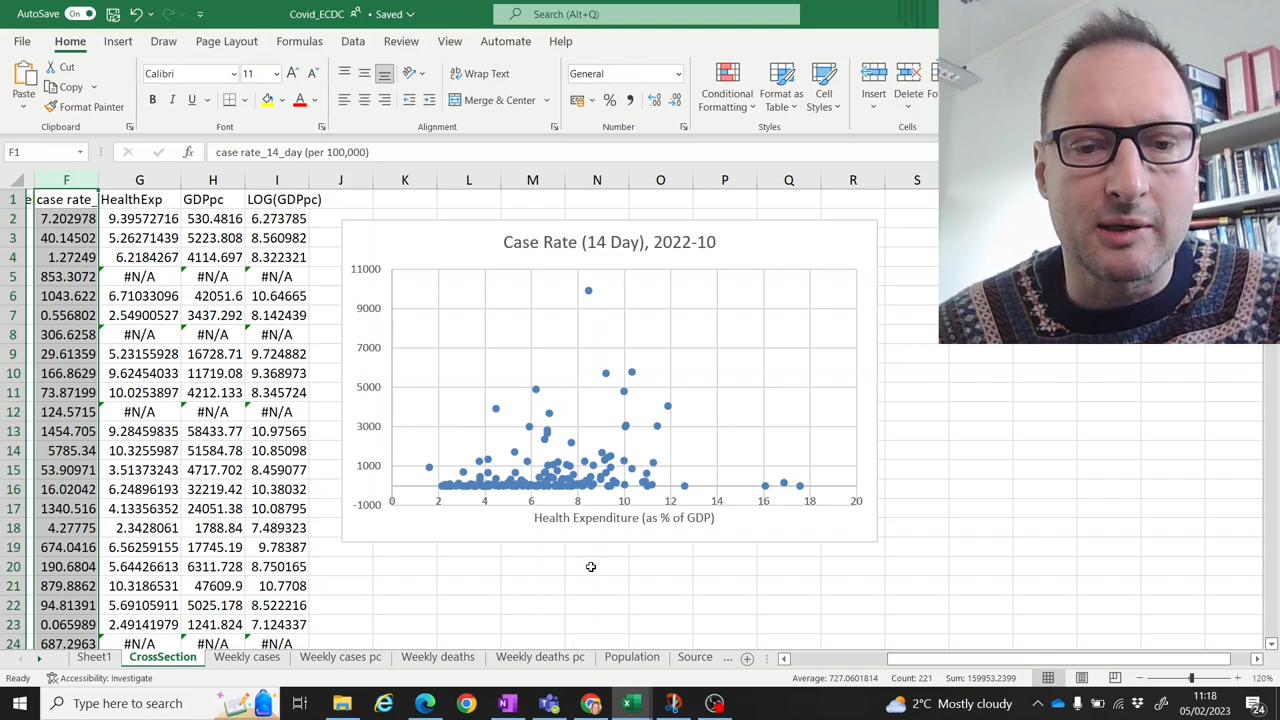 AutoSave On Covid_ECDC • Saved Search (Alt+Q)
File Home Insert Draw Page Layout Formulas Data Review View Automate Help
Paste Cut Copy Format Painter
Calibri 11
Wrap Text
Merge & Center
General
Conditional Formatting
Format as Table
Cell Styles
Insert Delete
Clipboard Font Alignment Number Styles Cells
F1 case rate_14_day (per 100,000)
F G H I J K L M N O P Q R S
1 e case rate_ HealthExp GDPpc LOG(GDPpc)
2 7.202978 9.39572716 530.4816 6.273785
3 40.14502 5.26271439 5223.808 8.560982
4 1.27249 6.2184267 4114.697 8.322321
5 853.3072 #N/A #N/A #N/A
6 1043.622 6.71033096 42051.6 10.64665
7 0.556802 2.54900527 3437.292 8.142439
8 306.6258 #N/A #N/A #N/A
9 29.61359 5.23155928 16728.71 9.724882
10 166.8629 9.62454033 11719.08 9.368973
11 73.87199 10.0253897 4212.133 8.345724
12 124.5715 #N/A #N/A #N/A
13 1454.705 9.28459835 58433.77 10.97565
14 5785.34 10.3255987 51584.78 10.85098
15 53.90971 3.51373243 4717.702 8.459077
16 16.02042 6.24896193 32219.42 10.38032
17 1340.516 4.13356352 24051.38 10.08795
18 4.27775 2.3428061 1788.84 7.489323
19 674.0416 6.56259155 17745.19 9.78387
20 190.6804 5.64426613 6311.728 8.750165
21 879.8862 10.3186531 47609.9 10.7708
22 94.81391 5.69105911 5025.178 8.522216
23 0.065989 2.49141979 1241.824 7.124337
24 687.2963 #N/A #N/A #N/A
Case Rate (14 Day), 2022-10
11000
9000
7000
5000
3000
1000
-1000
0 2 4 6 8 10 12 14 16 18 20
Health Expenditure (as % of GDP)
Sheet1 CrossSection Weekly cases Weekly cases pc Weekly deaths Weekly deaths pc Population Source ...
Ready Accessibility: Investigate Average: 727.0601814 Count: 221 Sum: 159953.2399 120%
Type here to search 2°C Mostly cloudy 11:18
05/02/2023 24